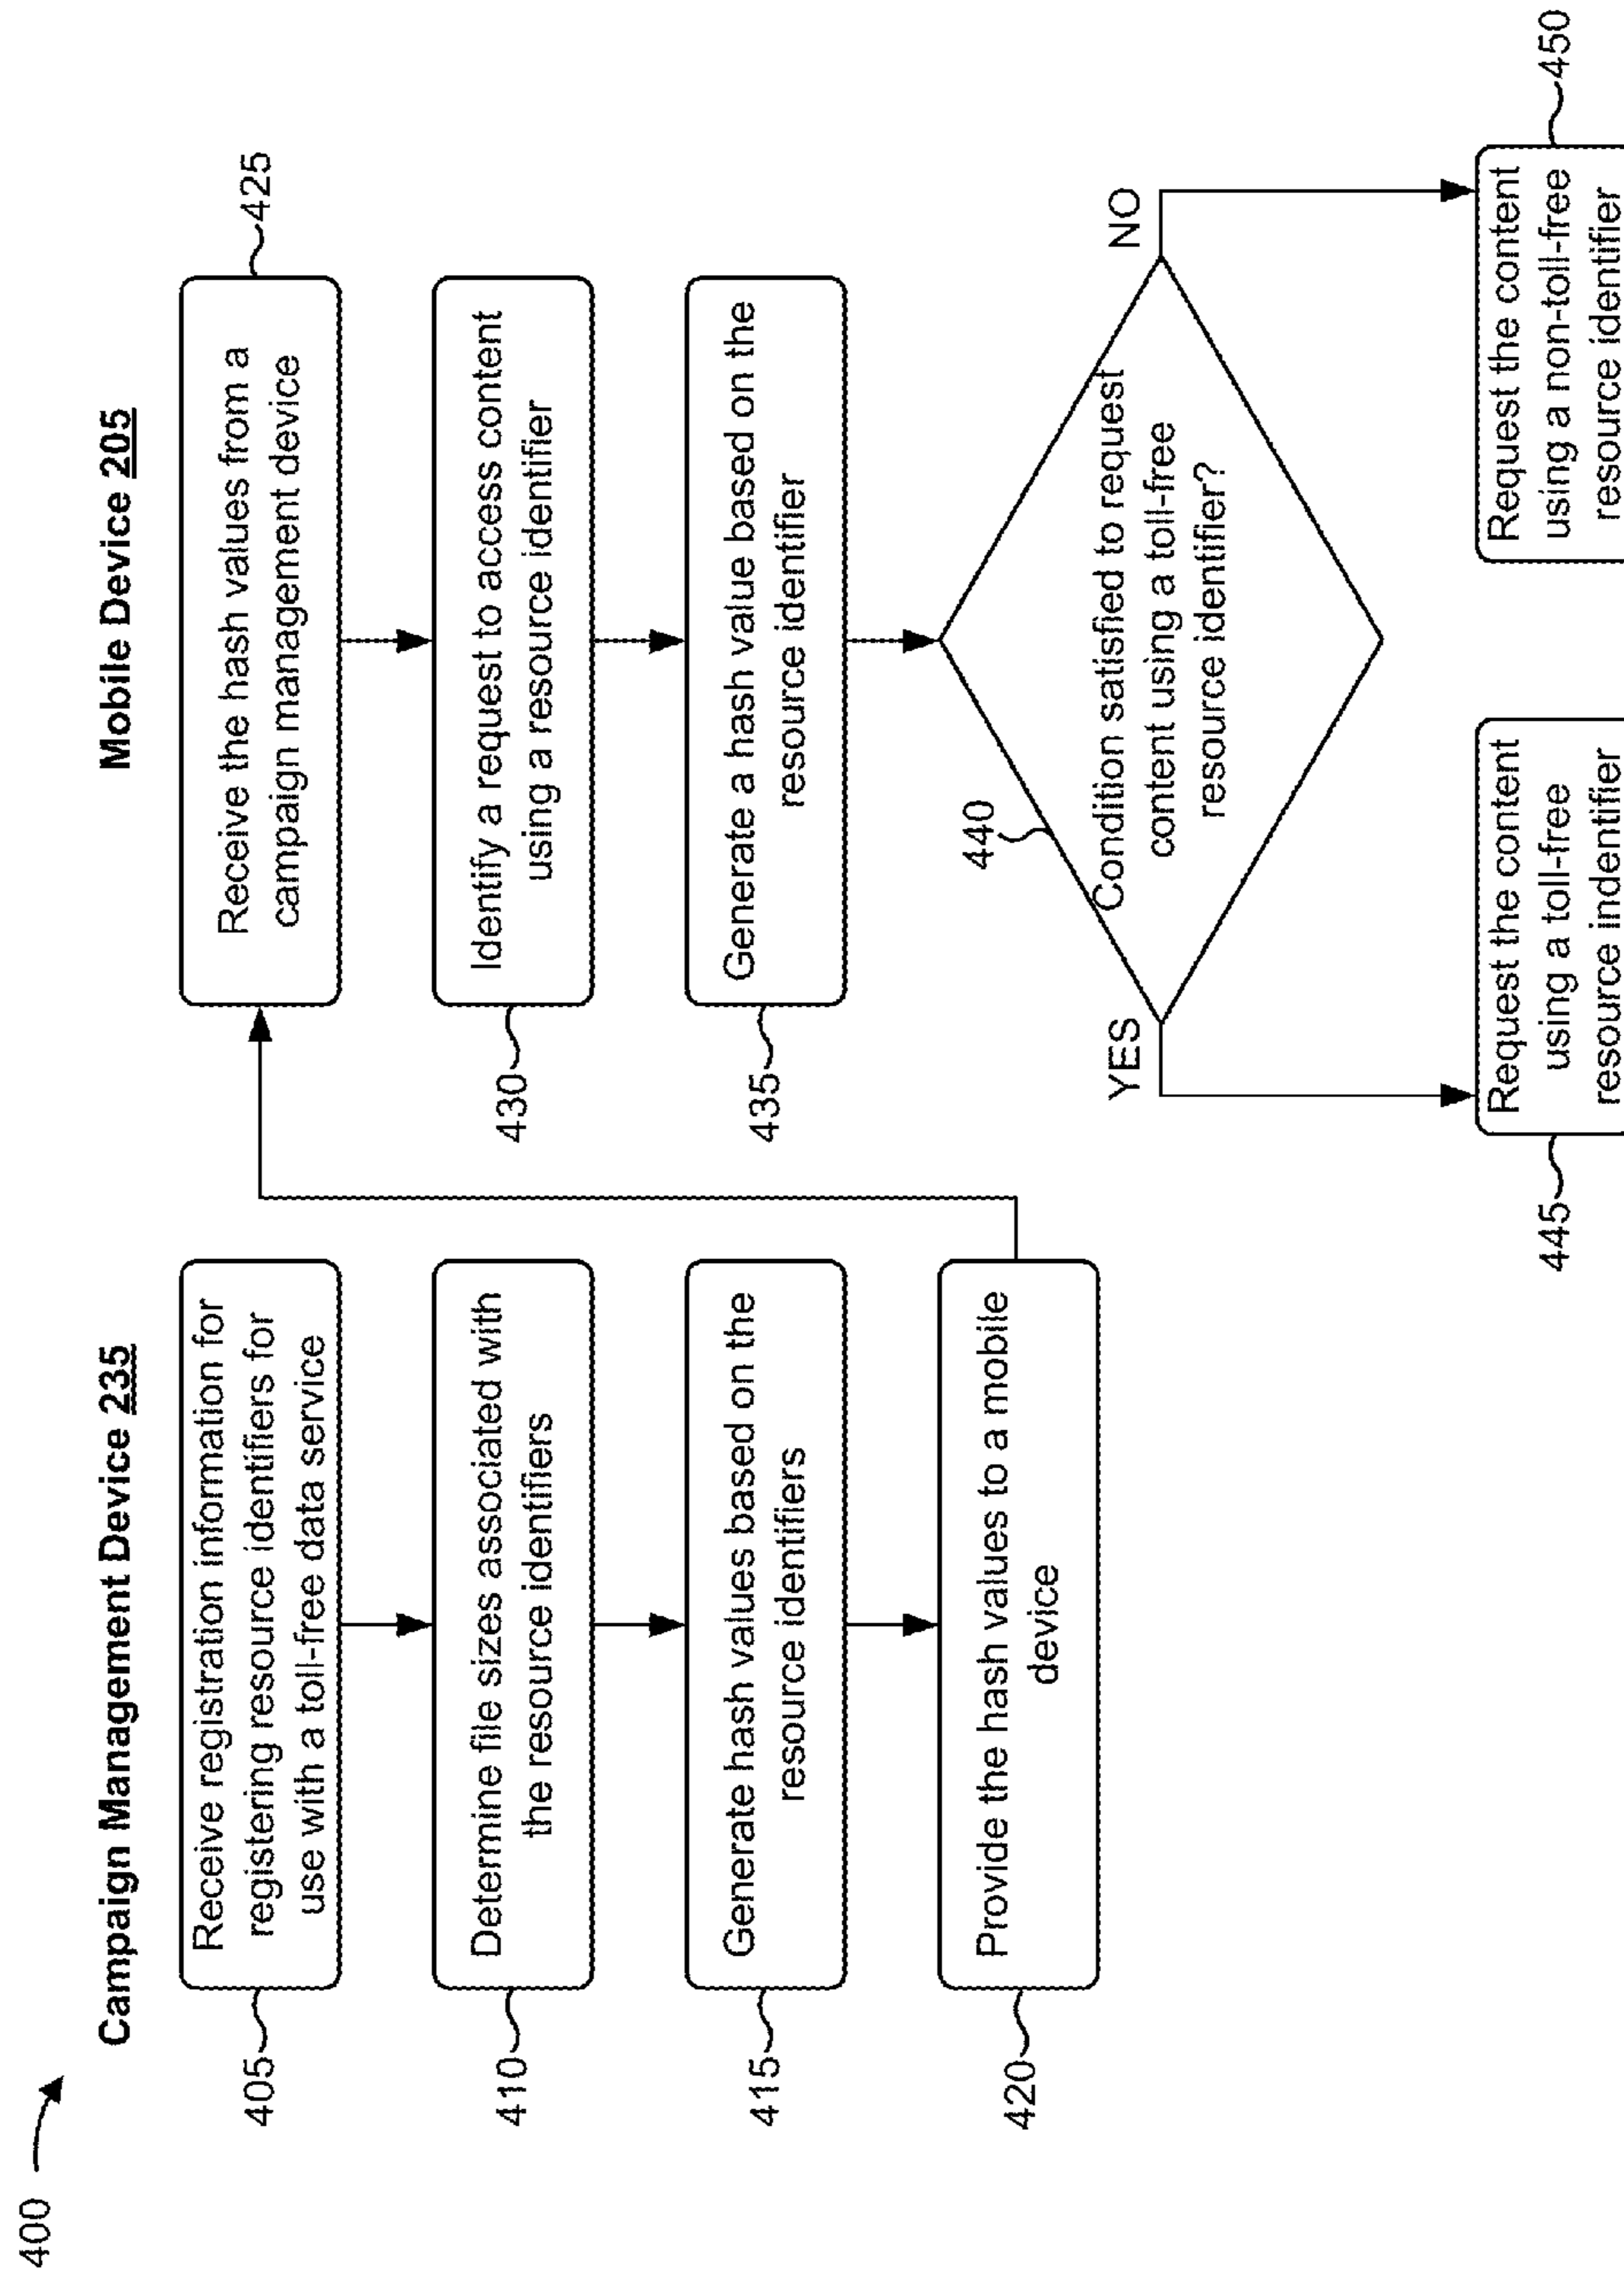 400
Campaign Management Device 235
405
Receive registration information for
registering resource identifiers for
use with a toll-free data service
410
Determine file sizes associated with
the resource identifiers
415
Generate hash values based on the
resource identifiers
420
Provide the hash values to a mobile
device
Mobile Device 205
Receive the hash values from a
campaign management device
425
430
Identify a request to access content
using a resource identifier
435
Generate a hash value based on the
resource identifier
440
Condition satisfied to request
content using a toll-free
resource identifier?
YES
NO
445
Request the content
using a toll-free
resource indentifier
Request the content
using a non-toll-free
resource identifier
450